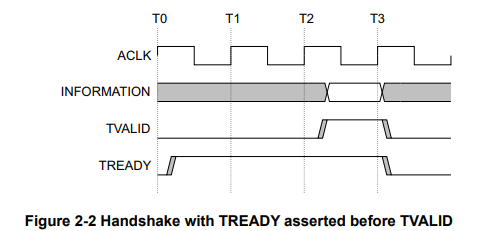 T0 T1 T2 T3
ACLK
INFORMATION
TVALID
TREADY
Figure 2-2 Handshake with TREADY asserted before TVALID